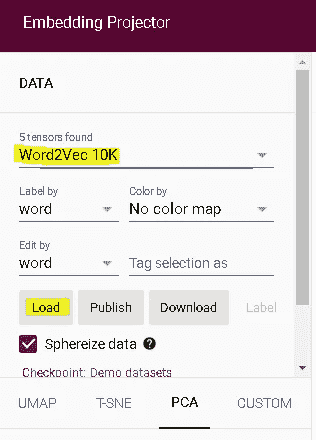 Embedding Projector
DATA
5 tensors found
Word2Vec 10K
Label by Color by
word No color map
Edit by
word Tag selection as
Load Publish Download Label
Sphereize data ?
Checkpoint: Demo datasets
UMAP T-SNE PCA CUSTOM